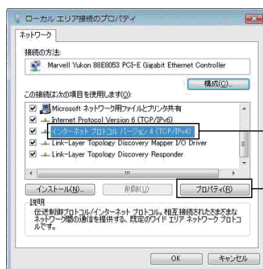 ローカル エリア接続のプロパティ
ネットワーク
接続の方法:
Marvell Yukon 88E8053 PCI-E Gigabit Ethernet Controller
構成(C)...
この接続は次の項目を使用します(O):
Microsoft ネットワーク用ファイルとプリンタ共有
Internet Protocol Version 6 (TCP/IPv6)
インターネット プロトコル バージョン 4 (TCP/IPv4)
Link-Layer Topology Discovery Mapper I/O Driver
Link-Layer Topology Discovery Responder
インストール(N)...
削除(U)
プロパティ(R)
説明
伝送制御プロトコル/インターネット プロトコル。相互接続されたさまざまな
ネットワーク間の通信を提供する、既定のワイド エリア ネットワーク プロトコ
ルです。
OK
キャンセル